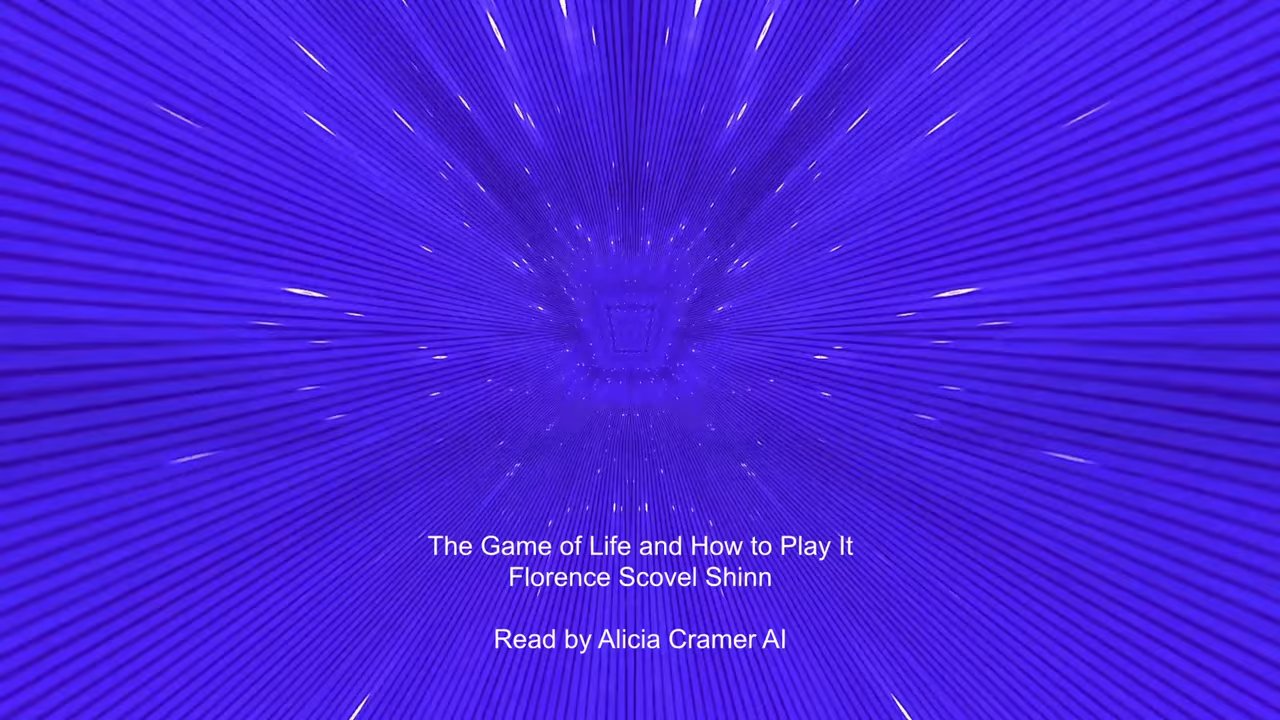 The Game of Life and How to Play It
Florence Scovel Shinn
Read by Alicia Cramer AI